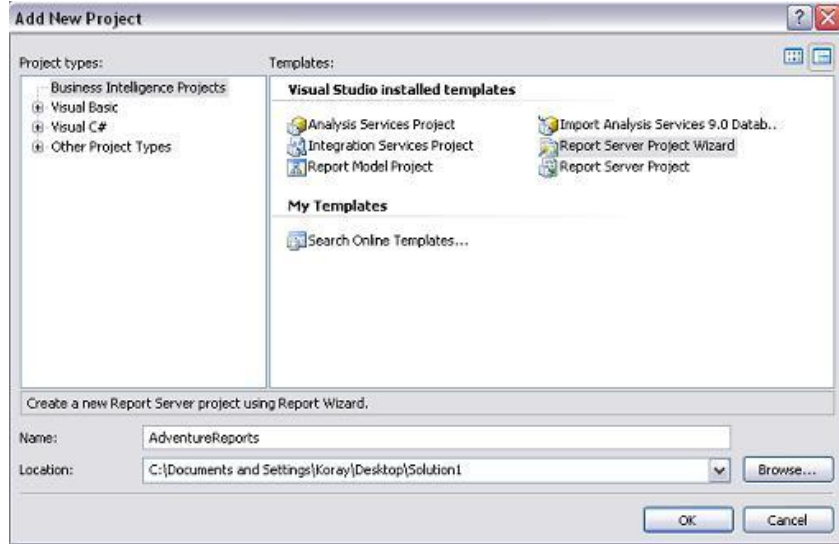 Add New Project
Project types:
Templates:
Business Intelligence Projects
Visual Basic
Visual C#
Other Project Types
Visual Studio installed templates
Analysis Services Project
Import Analysis Services 9.0 Datab..
Integration Services Project
Report Server Project Wizard
Report Model Project
Report Server Project
My Templates
Search Online Templates...
Create a new Report Server project using Report Wizard.
Name:
AdventureReports
Location:
C:\Documents and Settings\Koray\Desktop\Solution1
Browse...
OK
Cancel